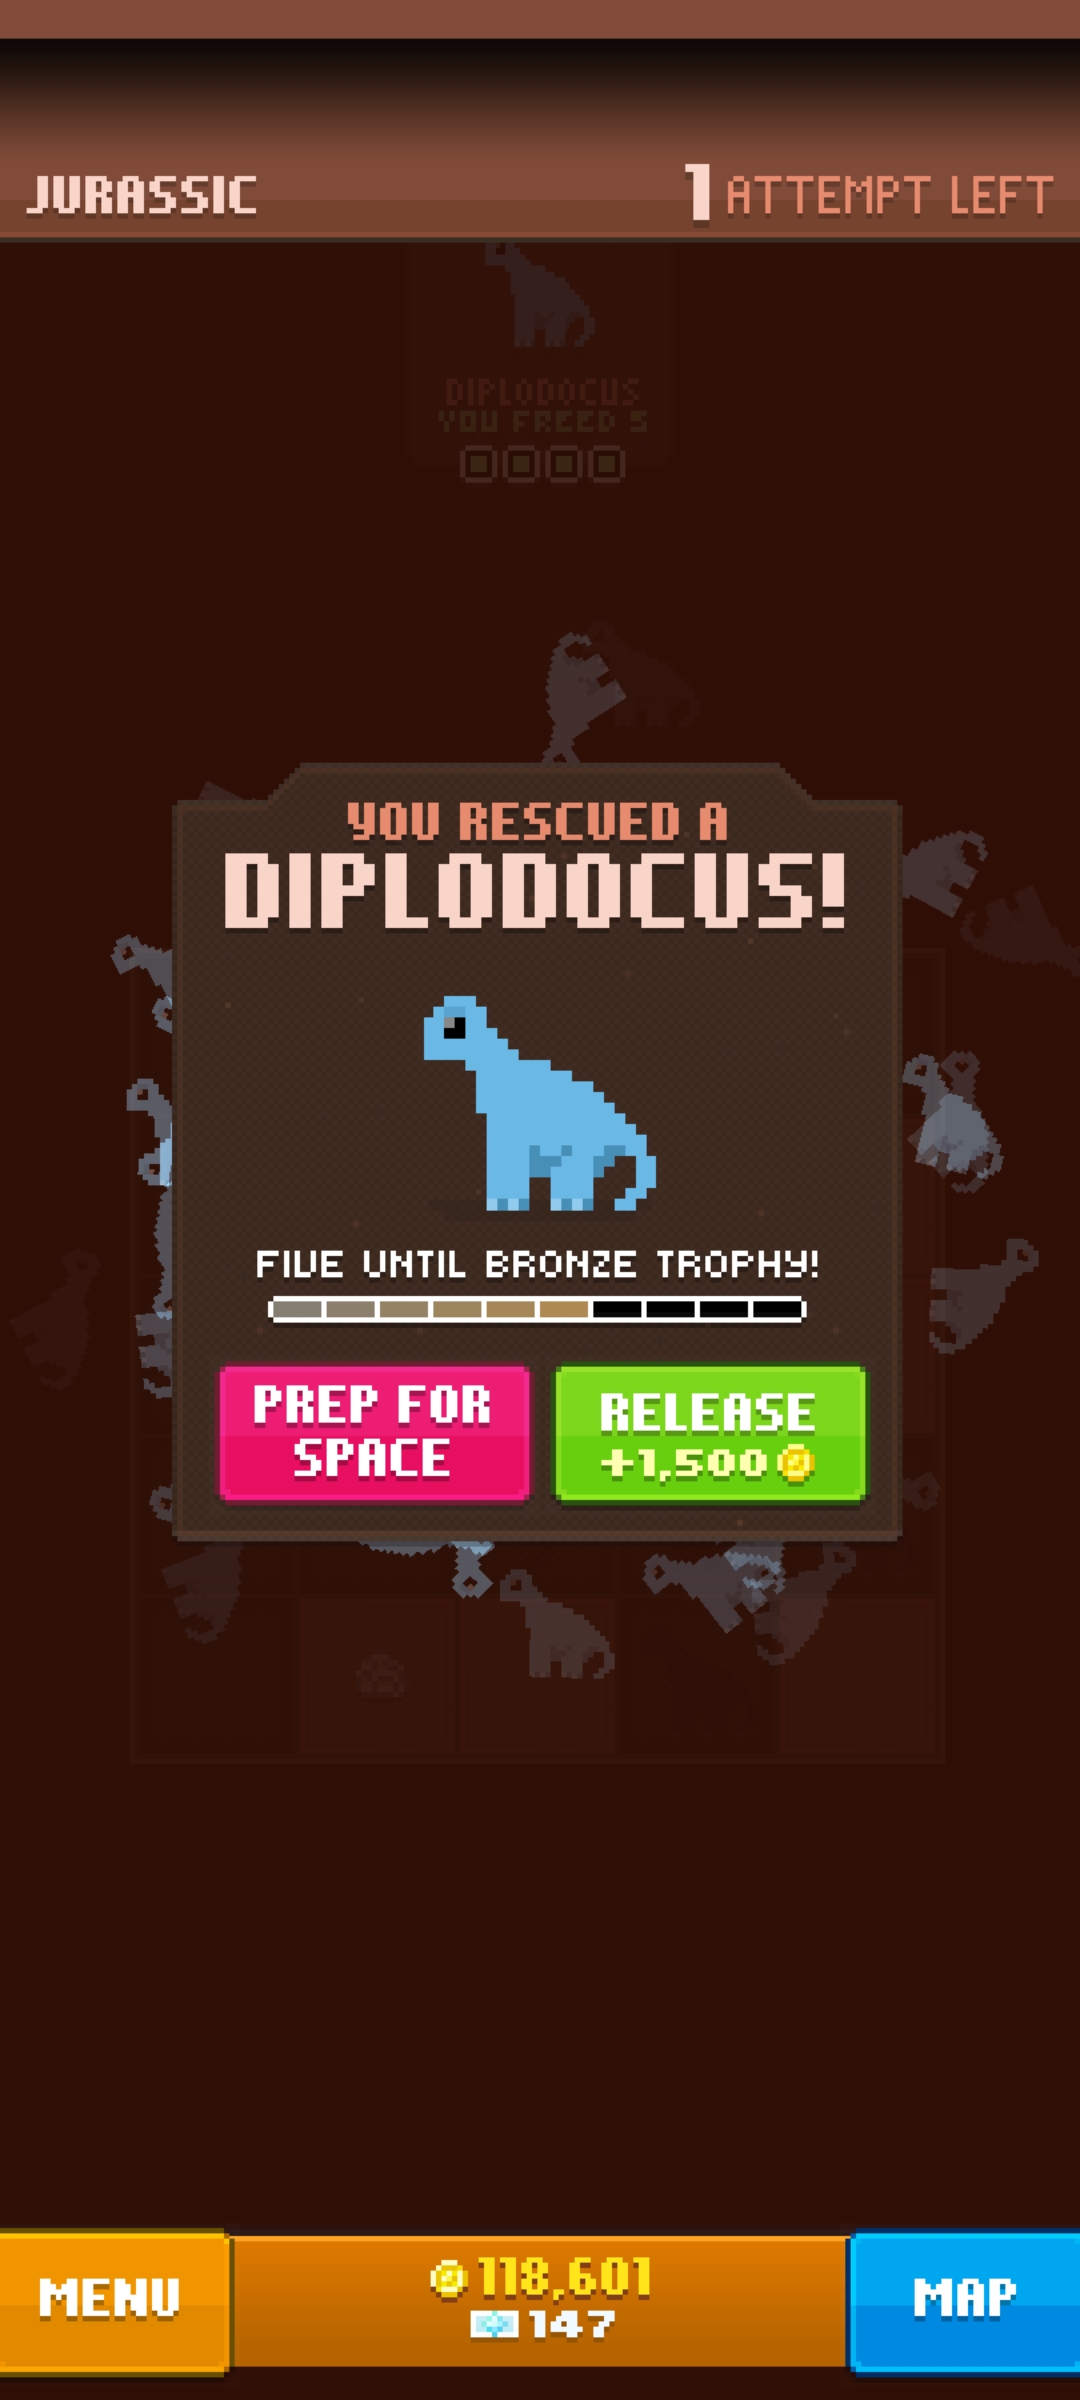 JURASSIC
1 ATTEMPT LEFT
DIPLODOCUS
YOU FREED 5
YOU RESCUED A
DIPLODOCUS!
FIVE UNTIL BRONZE TROPHY!
PREP FOR
SPACE
RELEASE
+1,500
MENU
118,601
147
MAP